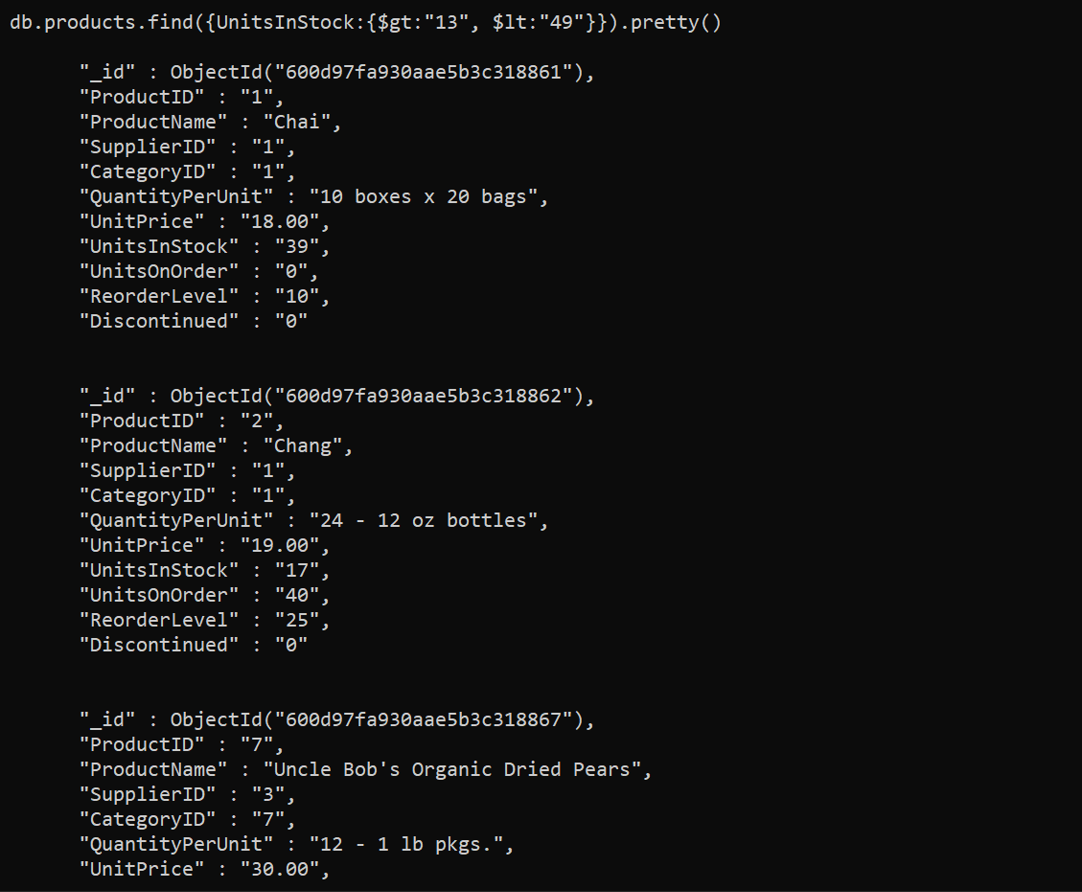 db.products.find({UnitsInStock:{$gt:"13", $lt:"49"}}).pretty()
"_id" : ObjectId("600d97fa930aae5b3c318861"),
"ProductID" : "1",
"ProductName" : "Chai",
"SupplierID" : "1",
"CategoryID" : "1",
"QuantityPerUnit" : "10 boxes x 20 bags",
"UnitPrice" : "18.00",
"UnitsInStock" : "39",
"UnitsOnOrder" : "0",
"ReorderLevel" : "10",
"Discontinued" : "0"
"_id" : ObjectId("600d97fa930aae5b3c318862"),
"ProductID" : "2",
"ProductName" : "Chang",
"SupplierID" : "1",
"CategoryID" : "1",
"QuantityPerUnit" : "24 - 12 oz bottles",
"UnitPrice" : "19.00",
"UnitsInStock" : "17",
"UnitsOnOrder" : "40",
"ReorderLevel" : "25",
"Discontinued" : "0"
"_id" : ObjectId("600d97fa930aae5b3c318867"),
"ProductID" : "7",
"ProductName" : "Uncle Bob's Organic Dried Pears",
"SupplierID" : "3",
"CategoryID" : "7",
"QuantityPerUnit" : "12 - 1 lb pkgs.",
"UnitPrice" : "30.00",